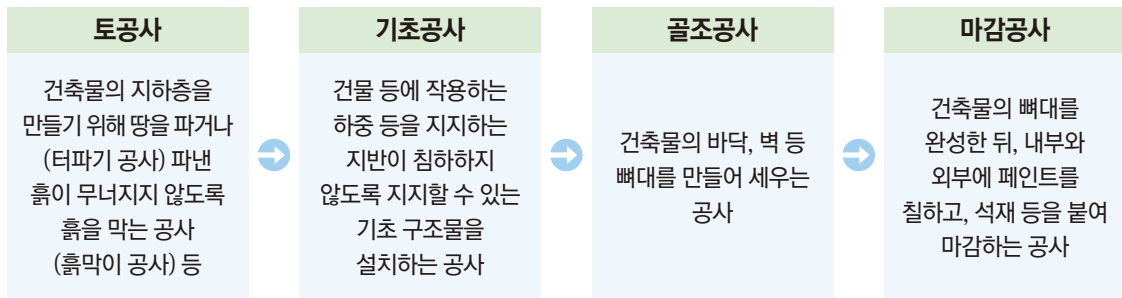 토공사
건축물의 지하층을
만들기 위해 땅을 파거나
(터파기 공사) 파낸
흙이 무너지지 않도록
흙을 막는 공사
(흙막이 공사) 등
기초공사
건물 등에 작용하는
하중 등을 지지하는
지반이 침하하지
않도록 지지할 수 있는
기초 구조물을
설치하는 공사
골조공사
건축물의 바닥, 벽 등
뼈대를 만들어 세우는
공사
마감공사
건축물의 뼈대를
완성한 뒤, 내부와
외부에 페인트를
칠하고, 석재 등을 붙여
마감하는 공사